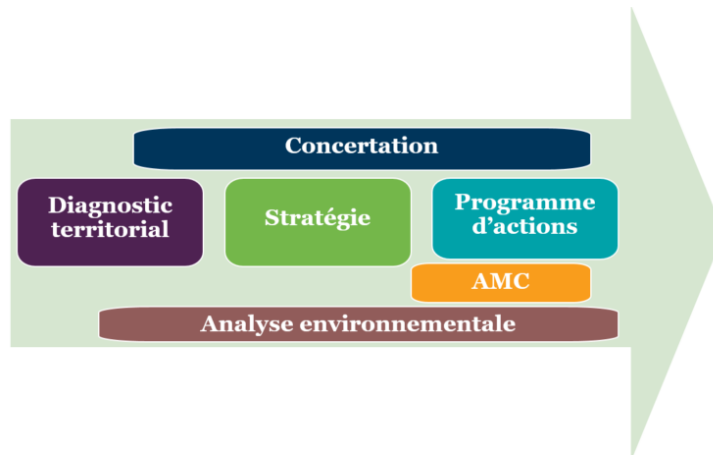 Concertation
Diagnostic
territorial
Stratégie
Programme
d'actions
AMC
Analyse environnementale